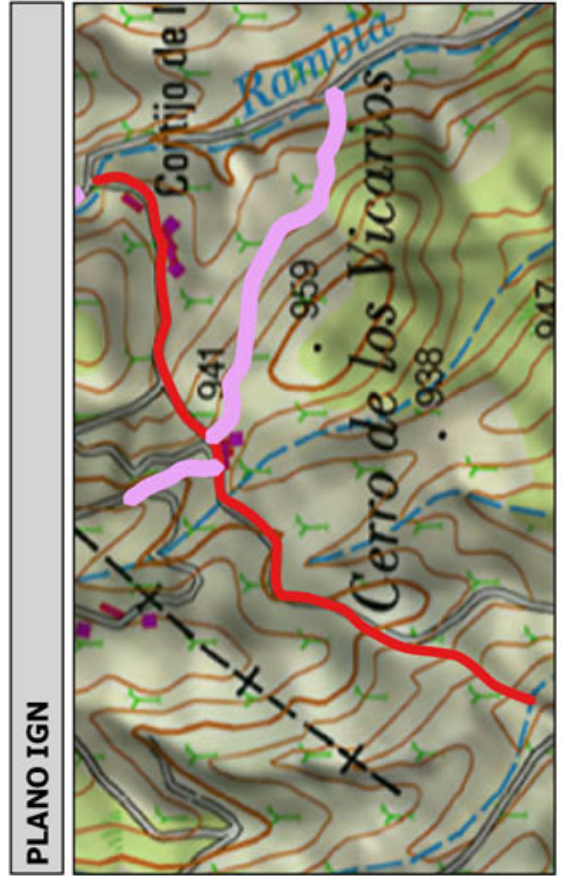 PLANO IGN
Cortijo de l
Rambla
941
959
Cerro de los Vicarios
938
947